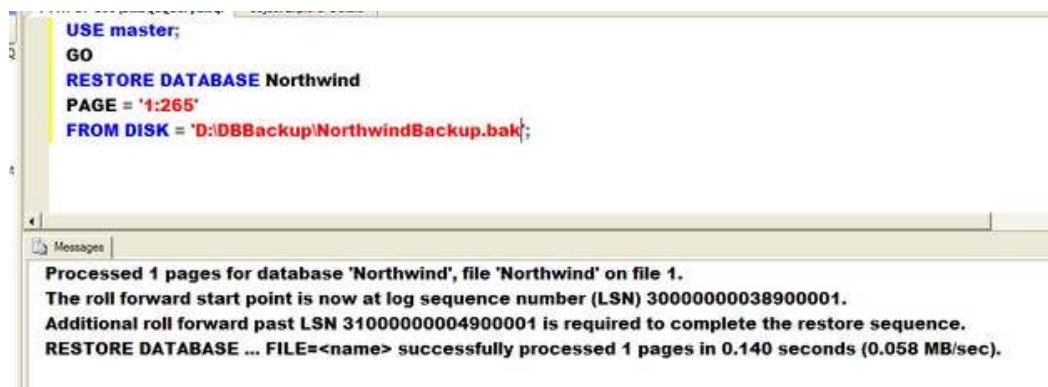 USE master;
GO
RESTORE DATABASE Northwind
PAGE = '1:265'
FROM DISK = 'D:\DBBackup\NorthwindBackup.bak';
Messages
Processed 1 pages for database 'Northwind', file 'Northwind' on file 1.
The roll forward start point is now at log sequence number (LSN) 30000000038900001.
Additional roll forward past LSN 31000000004900001 is required to complete the restore sequence.
RESTORE DATABASE ... FILE=<name> successfully processed 1 pages in 0.140 seconds (0.058 MB/sec).